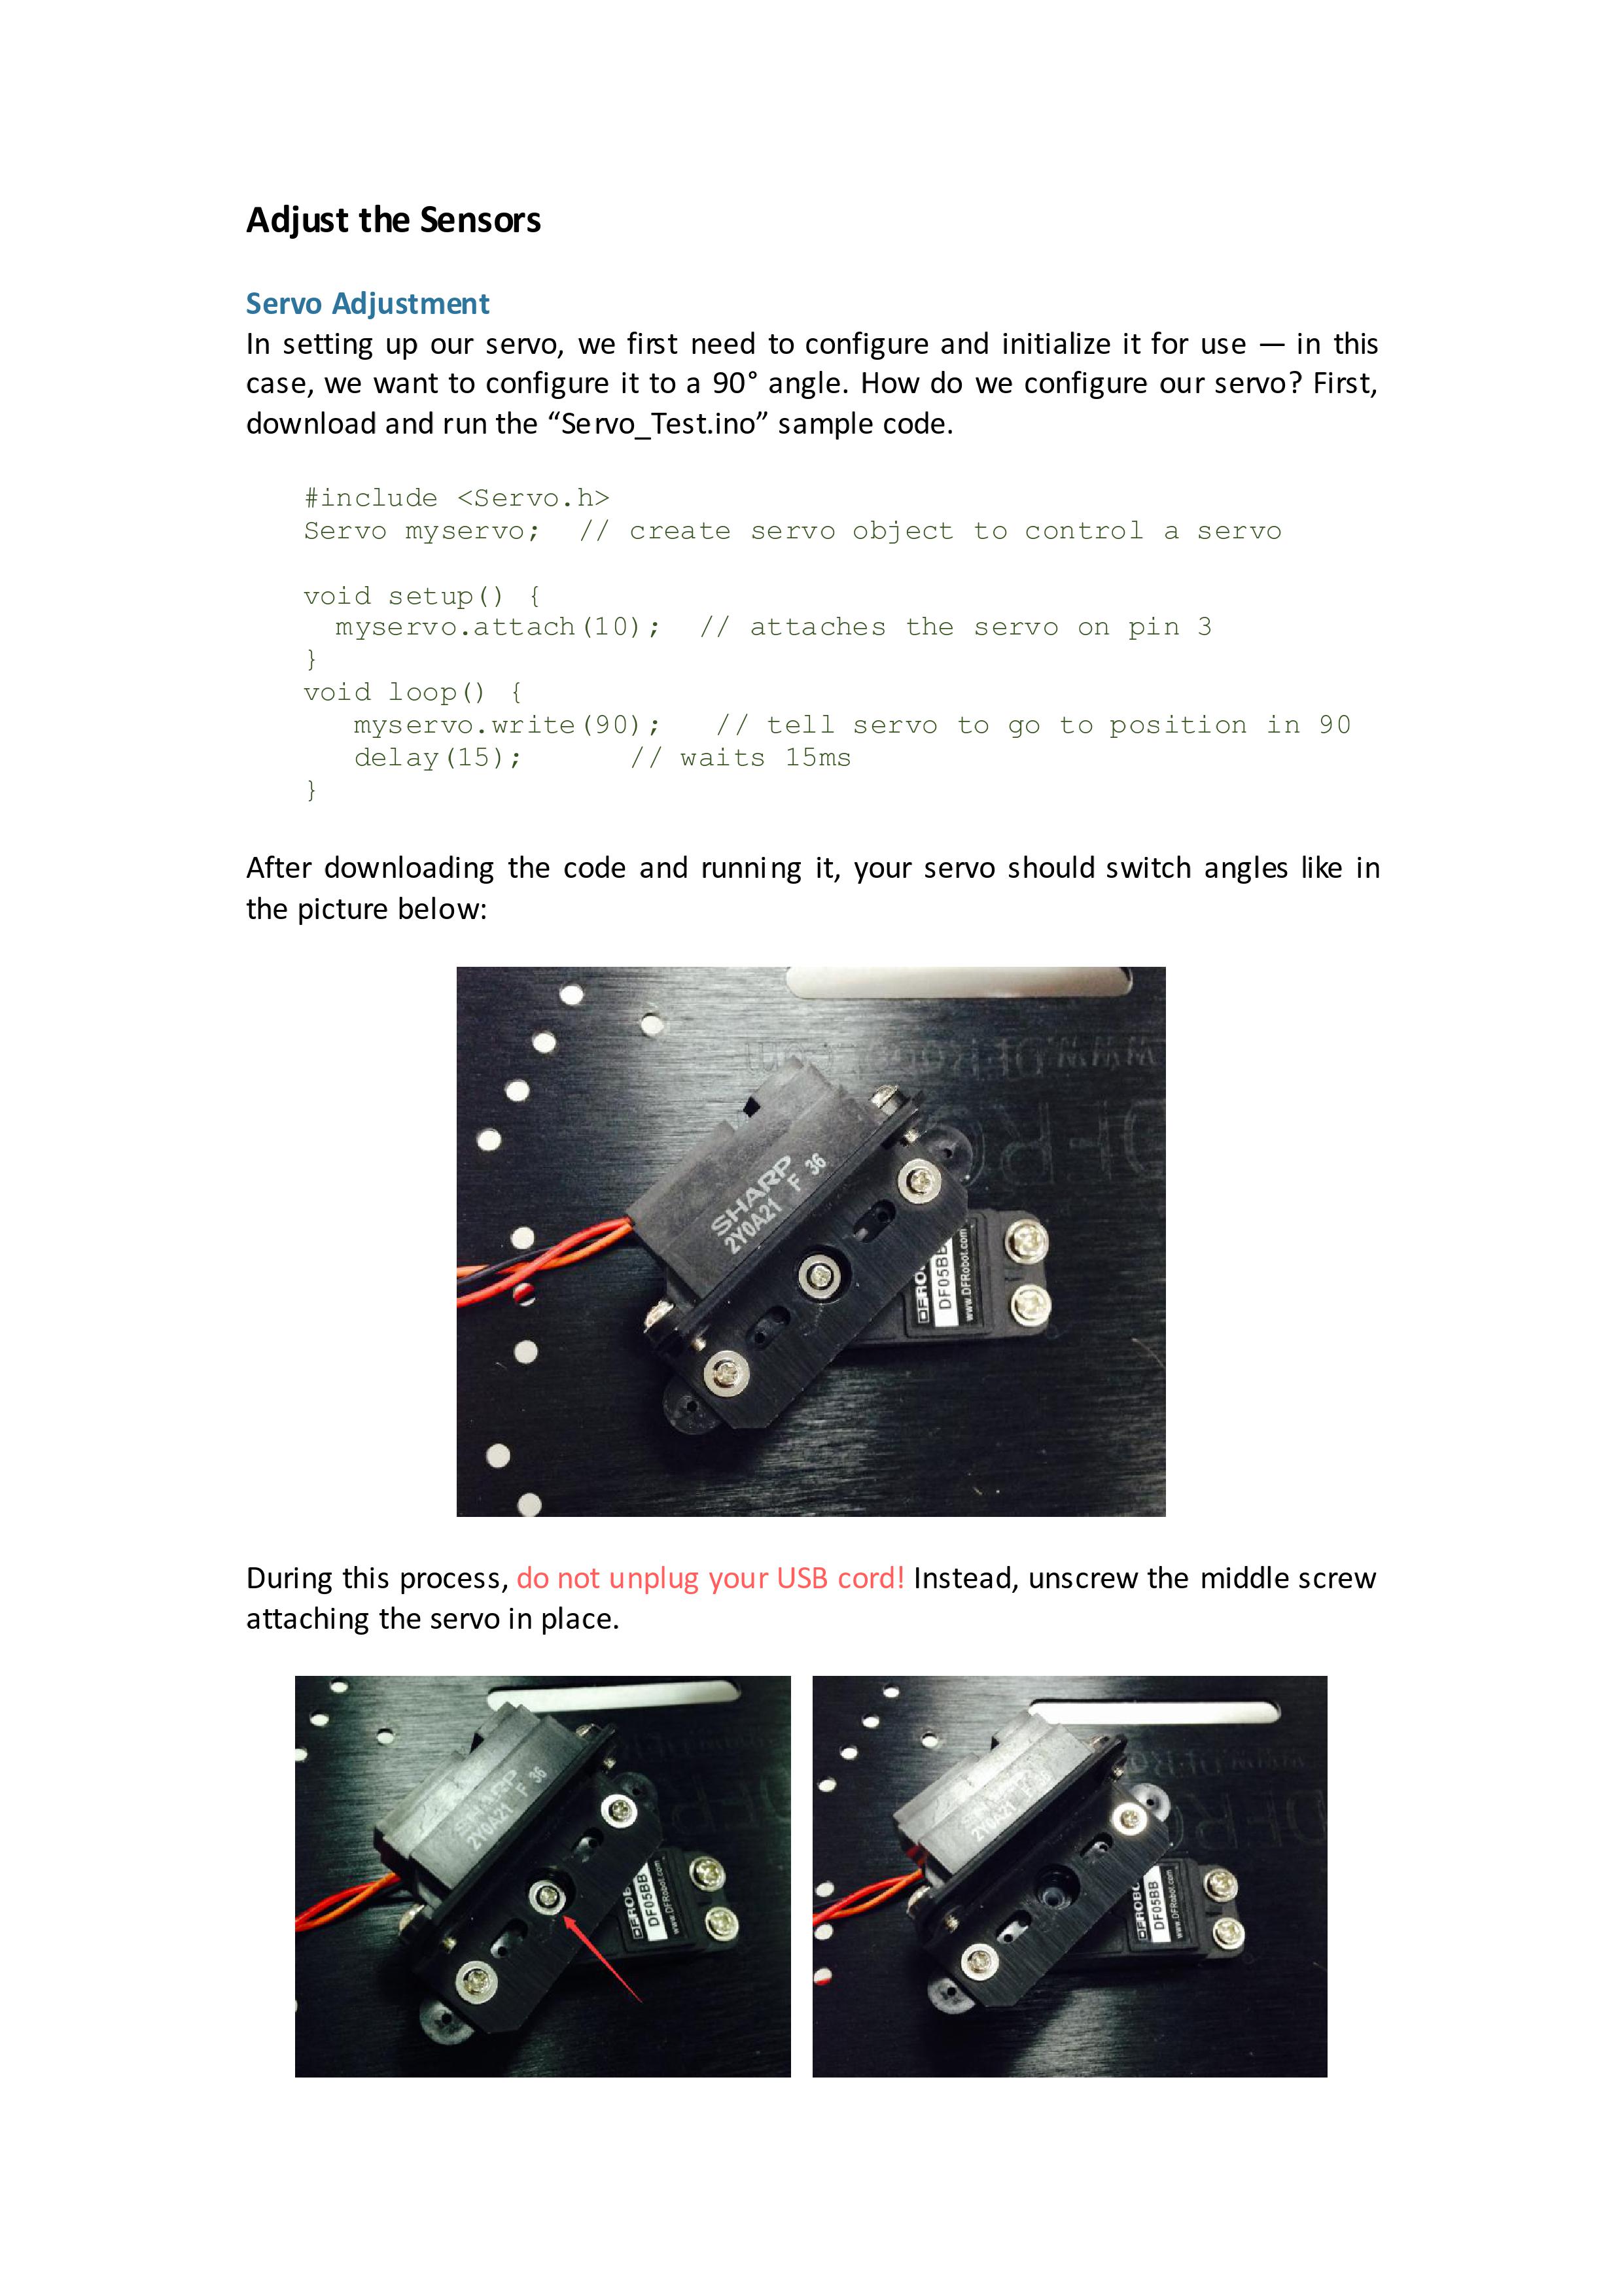 Adjust the Sensors
Servo Adjustment
In setting up our servo, we first need to configure and initialize it for use — in this
case, we want to configure it to a 90° angle. How do we configure our servo? First,
download and run the “Servo_Test.ino” sample code.
#include <Servo.h>
Servo myservo;  // create servo object to control a servo
void setup() {
  myservo.attach(10);  // attaches the servo on pin 3
}
void loop() {
   myservo.write(90);   // tell servo to go to position in 90
   delay(15);      // waits 15ms
}
After downloading the code and running it, your servo should switch angles like in
the picture below:
www.DFRobot.com
DFRO
SHARP
2Y0A21 F 36
DFRO
DF05BB
www.DFRobot.com
During this process, do not unplug your USB cord! Instead, unscrew the middle screw
attaching the servo in place.
SHARP
2Y0A21 F 36
DFROB
DF05BB
www.DFRobot.com
2Y0A21
DFROBO
DF05BB
www.DFRobot.com